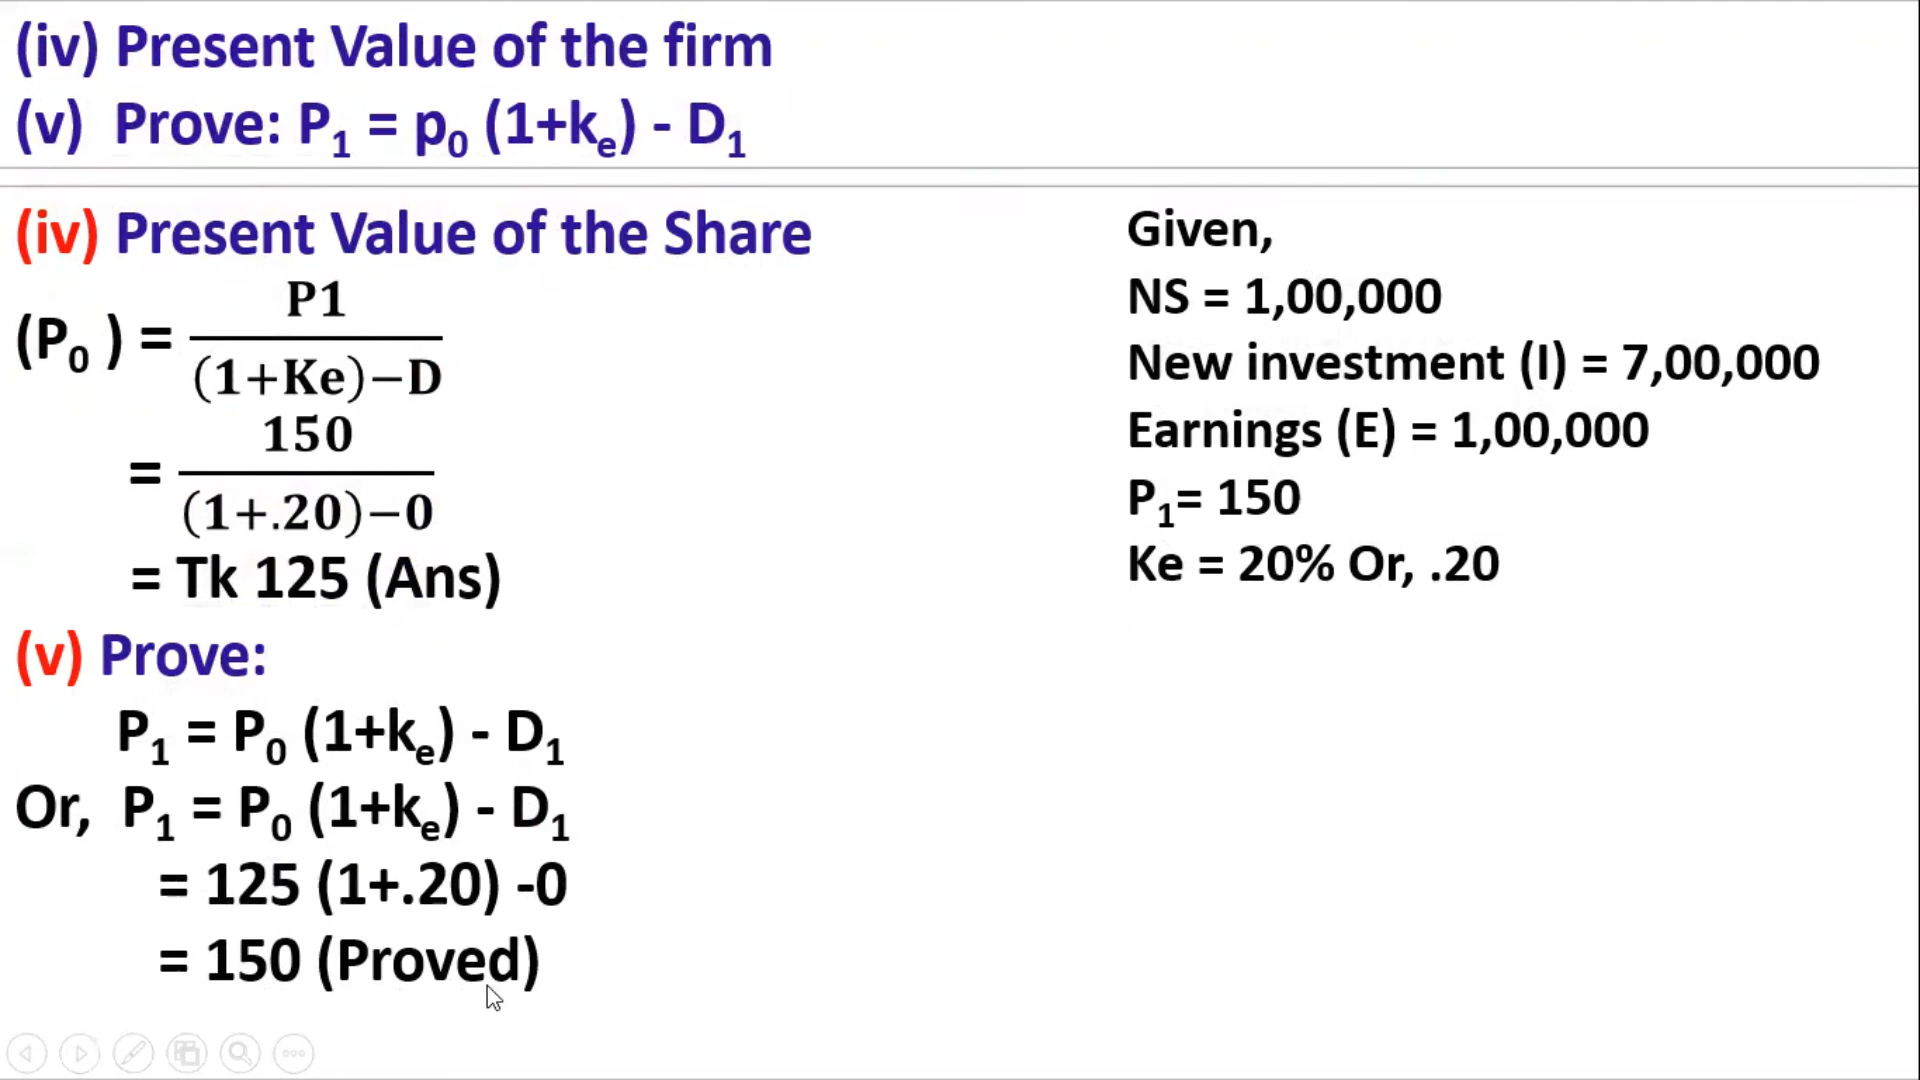 (iv) Present Value of the firm
(v) Prove: P₁ = p₀ (1+kₑ) - D₁
(iv) Present Value of the Share
(P₀ ) = P1 / (1+Ke)−D
= 150 / (1+.20)−0
= Tk 125 (Ans)
(v) Prove:
P₁ = P₀ (1+kₑ) - D₁
Or, P₁ = P₀ (1+kₑ) - D₁
= 125 (1+.20) -0
= 150 (Proved)
Given,
NS = 1,00,000
New investment (I) = 7,00,000
Earnings (E) = 1,00,000
P₁= 150
Ke = 20% Or, .20